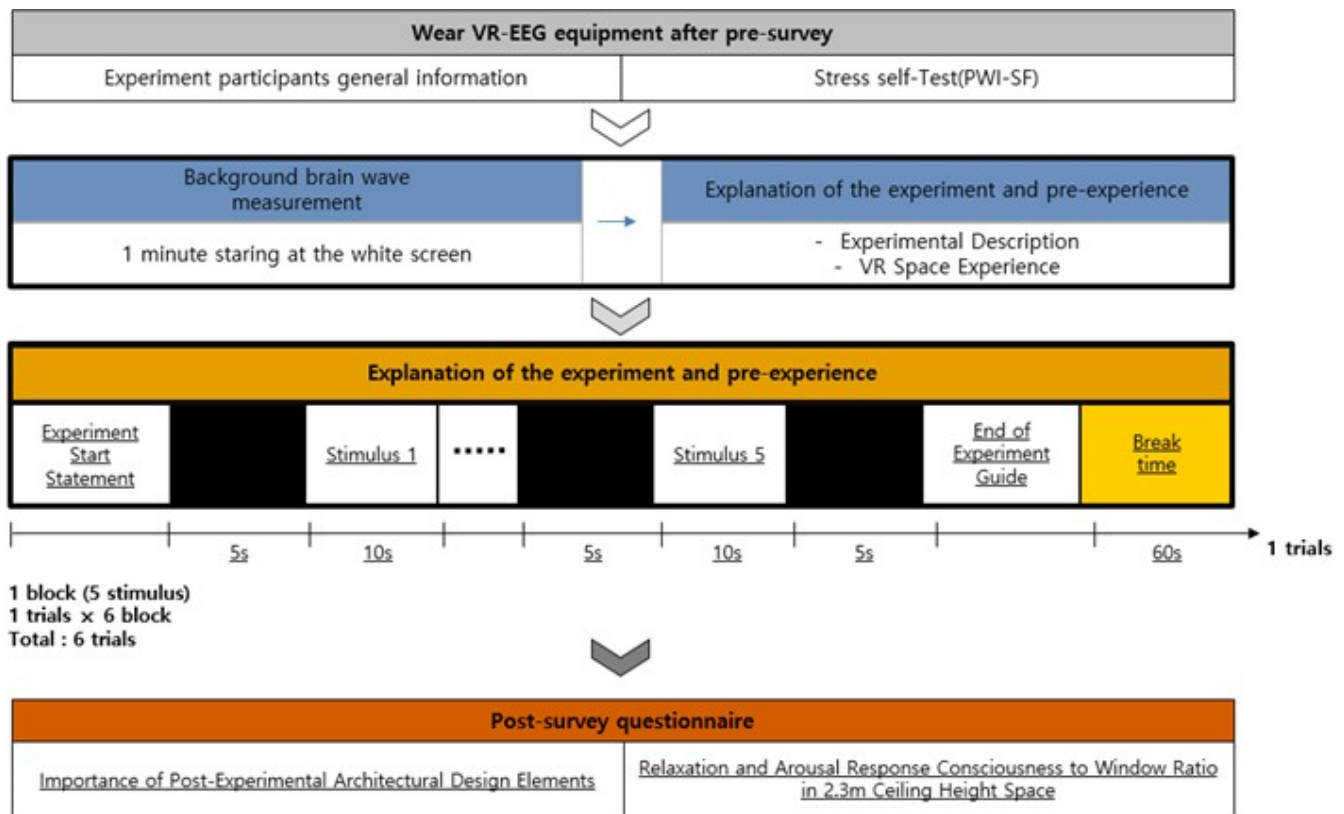 Wear VR-EEG equipment after pre-survey
Experiment participants general information
Stress self-Test(PWI-SF)
Background brain wave
measurement
1 minute staring at the white screen
Explanation of the experiment and pre-experience
- Experimental Description
- VR Space Experience
Explanation of the experiment and pre-experience
Experiment
Start
Statement
Stimulus 1
.....
Stimulus 5
End of
Experiment
Guide
Break
time
5s
10s
5s
10s
5s
60s
1 trials
1 block (5 stimulus)
1 trials × 6 block
Total : 6 trials
Post-survey questionnaire
Importance of Post-Experimental Architectural Design Elements
Relaxation and Arousal Response Consciousness to Window Ratio
in 2.3m Ceiling Height Space